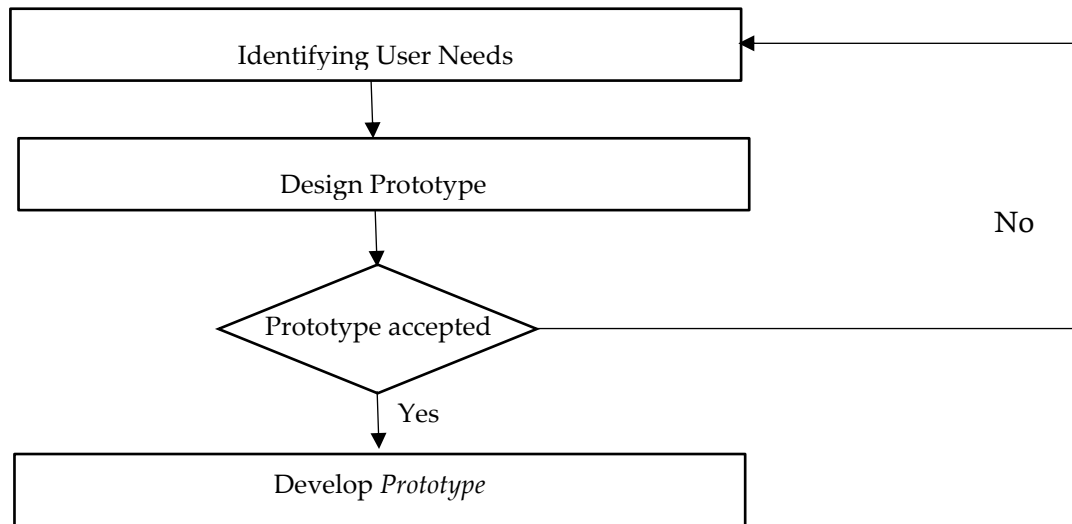 Identifying User Needs
Design Prototype
No
Prototype accepted
Yes
Develop Prototype